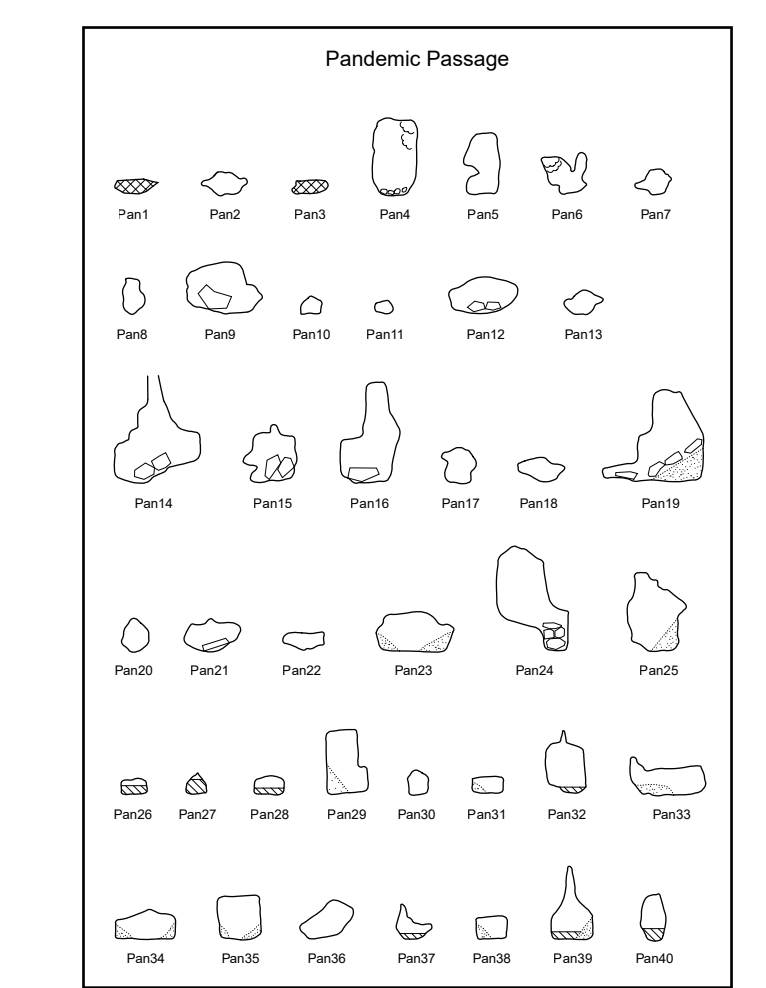 Pandemic Passage
Pan1 Pan2 Pan3 Pan4 Pan5 Pan6 Pan7
Pan8 Pan9 Pan10 Pan11 Pan12 Pan13
Pan14 Pan15 Pan16 Pan17 Pan18 Pan19
Pan20 Pan21 Pan22 Pan23 Pan24 Pan25
Pan26 Pan27 Pan28 Pan29 Pan30 Pan31 Pan32 Pan33
Pan34 Pan35 Pan36 Pan37 Pan38 Pan39 Pan40